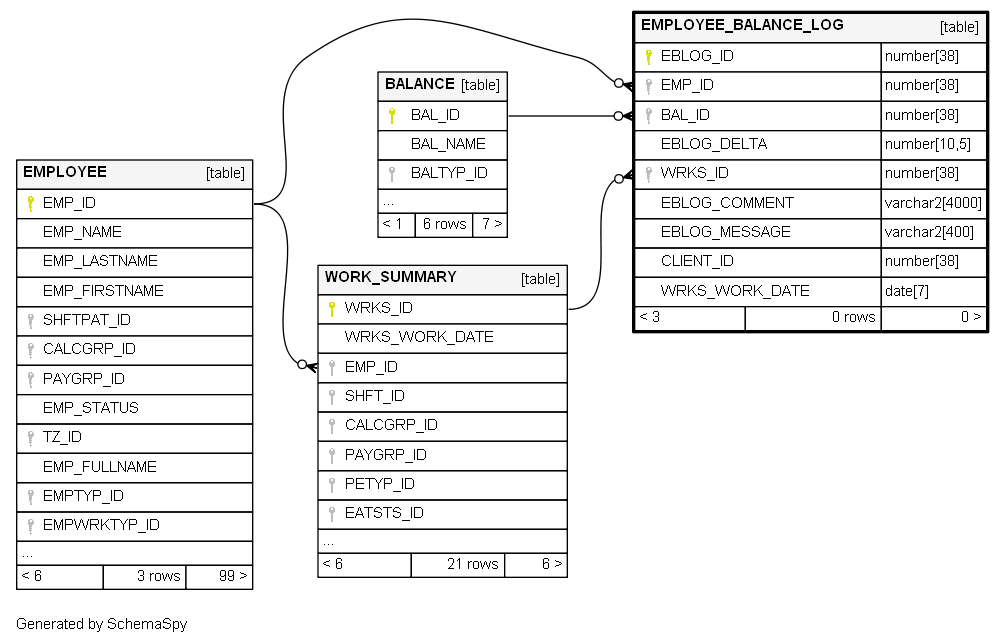 EMPLOYEE_BALANCE_LOG [table]
EBLOG_ID number[38]
EMP_ID number[38]
BAL_ID number[38]
EBLOG_DELTA number[10,5]
WRKS_ID number[38]
EBLOG_COMMENT varchar2[4000]
EBLOG_MESSAGE varchar2[400]
CLIENT_ID number[38]
WRKS_WORK_DATE date[7]
< 3 0 rows 0 >
BALANCE [table]
BAL_ID
BAL_NAME
BALTYP_ID
...
< 1 6 rows 7 >
EMPLOYEE [table]
EMP_ID
EMP_NAME
EMP_LASTNAME
EMP_FIRSTNAME
SHFTPAT_ID
CALCGRP_ID
PAYGRP_ID
EMP_STATUS
TZ_ID
EMP_FULLNAME
EMPTYP_ID
EMPWRKTYP_ID
...
< 6 3 rows 99 >
WORK_SUMMARY [table]
WRKS_ID
WRKS_WORK_DATE
EMP_ID
SHFT_ID
CALCGRP_ID
PAYGRP_ID
PETYP_ID
EATSTS_ID
...
< 6 21 rows 6 >
Generated by SchemaSpy